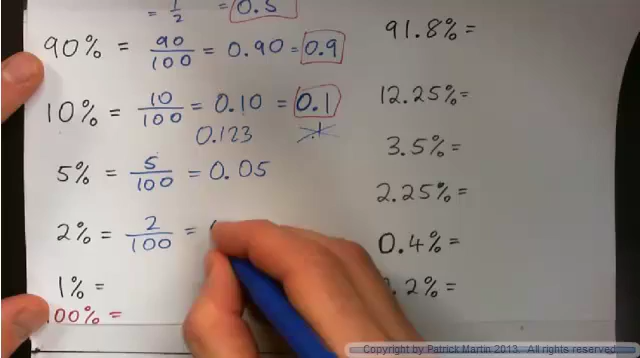 = 1/2 = 0.5
90% = 90/100 = 0.90 = 0.9
10% = 10/100 = 0.10 = 0.1
0.123 .1
5% = 5/100 = 0.05
2% = 2/100 =
1% =
100% =
91.8% =
12.25% =
3.5% =
2.25% =
0.4% =
.2% =
Copyright by Patrick Martin 2013. All rights reserved